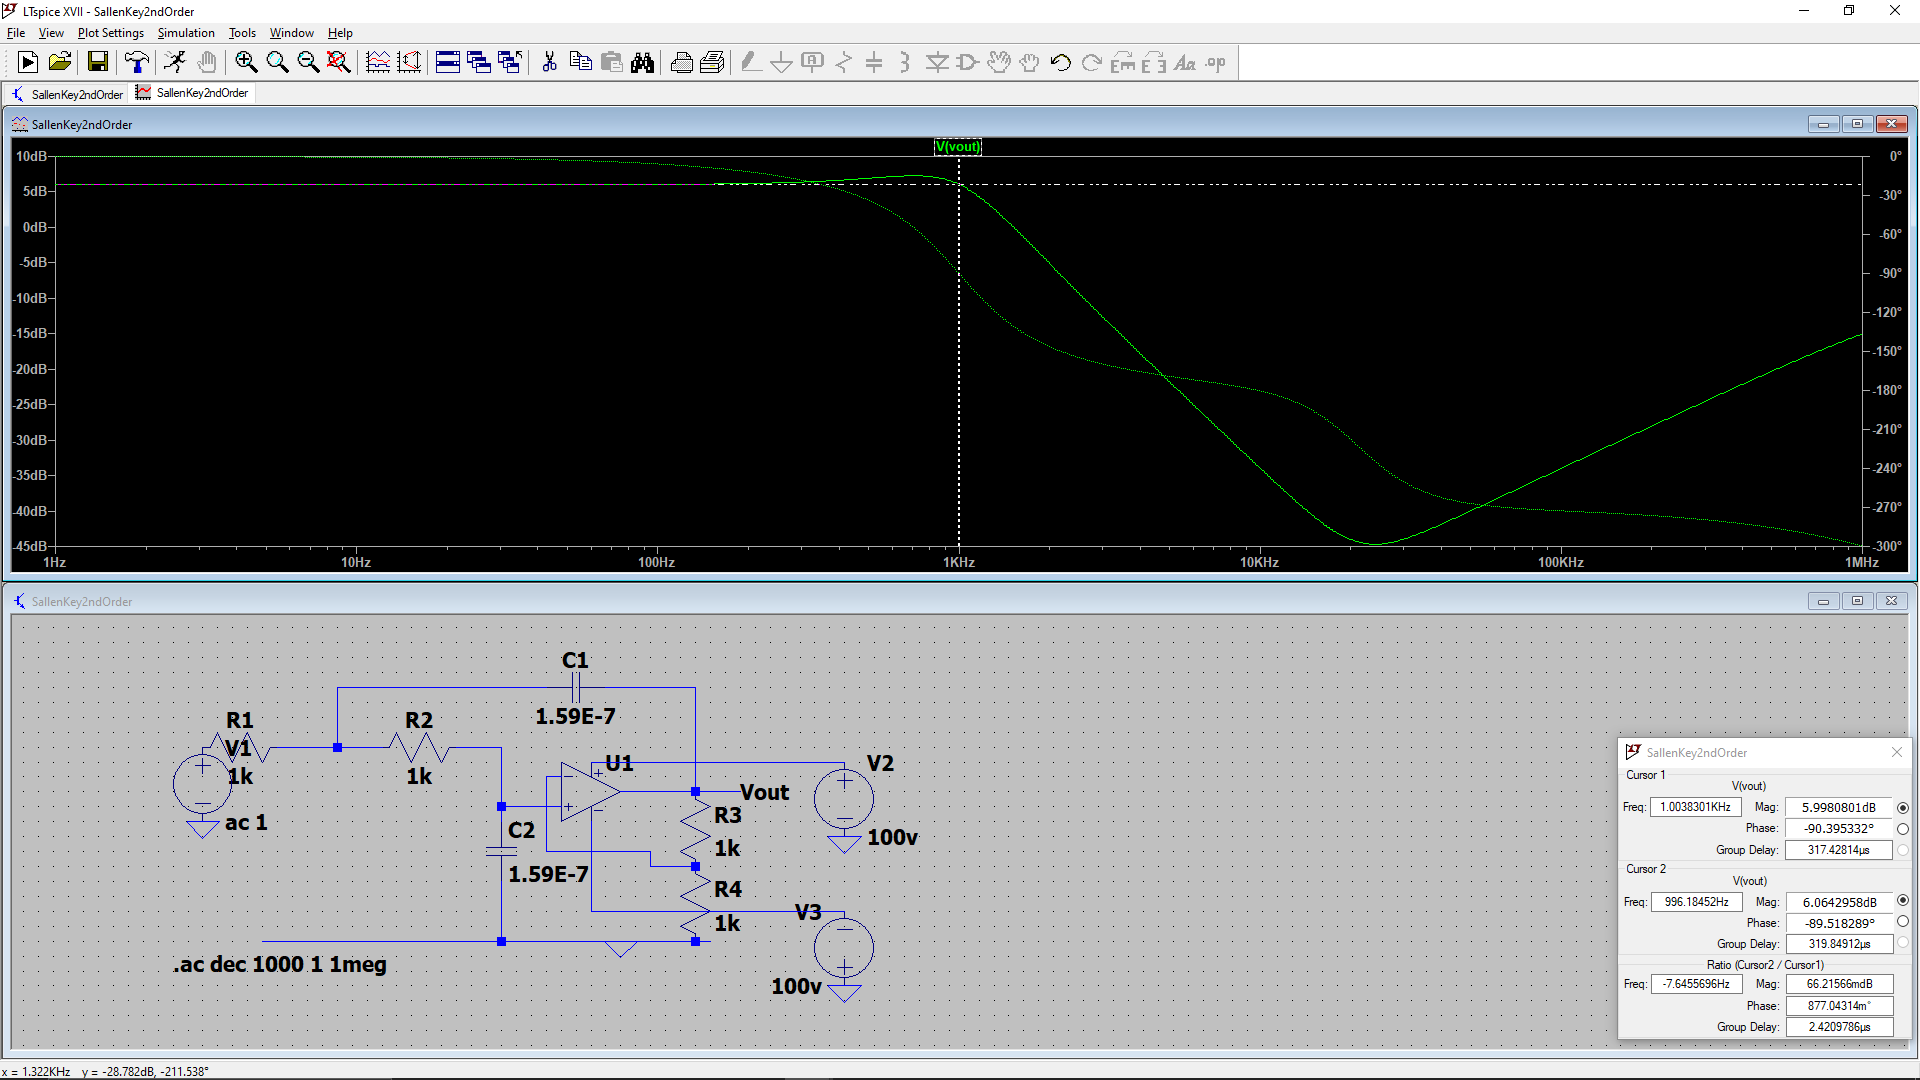 LTspice XVII - SallenKey2ndOrder
File View Plot Settings Simulation Tools Window Help
.op
SallenKey2ndOrder SallenKey2ndOrder
SallenKey2ndOrder
V(vout)
10dB 0°
5dB -30°
0dB -60°
-5dB -90°
-10dB -120°
-15dB -150°
-20dB -180°
-25dB -210°
-30dB -240°
-35dB -270°
-40dB -300°
-45dB
1Hz 10Hz 100Hz 1KHz 10KHz 100KHz 1MHz
SallenKey2ndOrder
C1
1.59E-7
R1 R2
V1
1k 1k
ac 1
U1
V2
100v
Vout
R3
1k
C2
1.59E-7
R4
1k
V3
100v
.ac dec 1000 1 1meg
SallenKey2ndOrder
Cursor 1
V(vout)
Freq: 1.0038301KHz Mag: 5.9980801dB
Phase: -90.395332°
Group Delay: 317.42814µs
Cursor 2
V(vout)
Freq: 996.18452Hz Mag: 6.0642958dB
Phase: -89.518289°
Group Delay: 319.84912µs
Ratio (Cursor2 / Cursor1)
Freq: -7.6455696Hz Mag: 66.21566mdB
Phase: 877.04314m°
Group Delay: 2.4209786µs
x = 1.322KHz y = -28.782dB, -211.538°